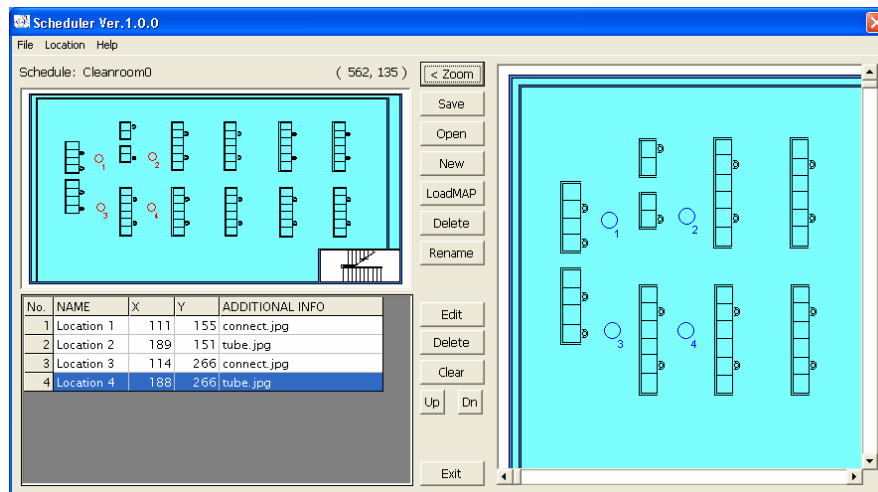 Scheduler Ver.1.0.0
File Location Help
Schedule: Cleanroom0 ( 562, 135 )
1 2
3 4
No. NAME X Y ADDITIONAL INFO
1 Location 1 111 155 connect.jpg
2 Location 2 189 151 tube.jpg
3 Location 3 114 266 connect.jpg
4 Location 4 188 266 tube.jpg
< Zoom
Save
Open
New
LoadMAP
Delete
Rename
Edit
Delete
Clear
Up Dn
Exit
1 2
3 4